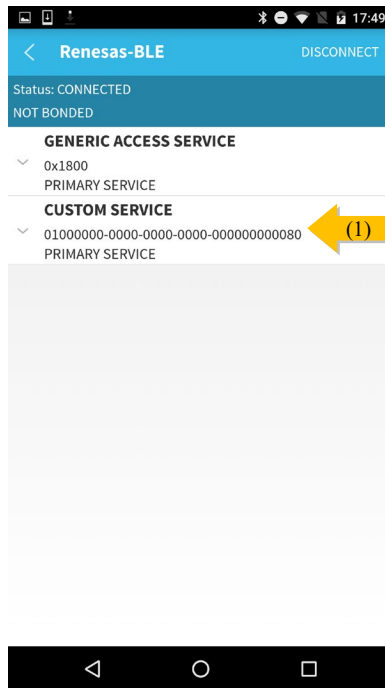 17:49
Renesas-BLE DISCONNECT
Status: CONNECTED
NOT BONDED
GENERIC ACCESS SERVICE
0x1800
PRIMARY SERVICE
CUSTOM SERVICE
01000000-0000-0000-0000-000000000080 (1)
PRIMARY SERVICE